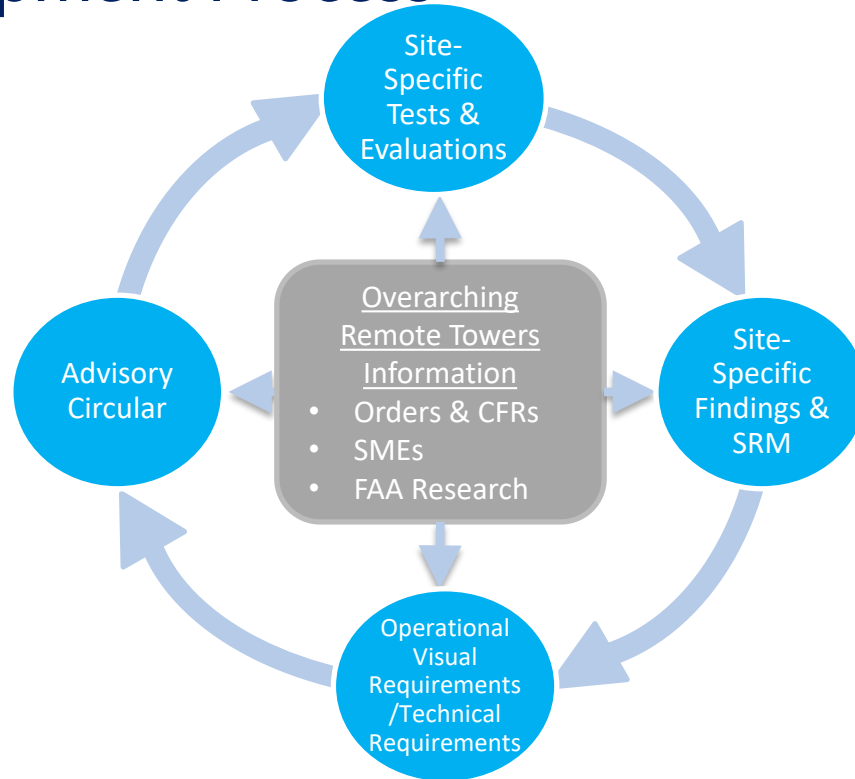 Process
Site-
Specific
Tests &
Evaluations
Overarching
Remote Towers
Information
• Orders & CFRs
• SMEs
• FAA Research
Advisory
Circular
Site-
Specific
Findings &
SRM
Operational
Visual
Requirements
/Technical
Requirements